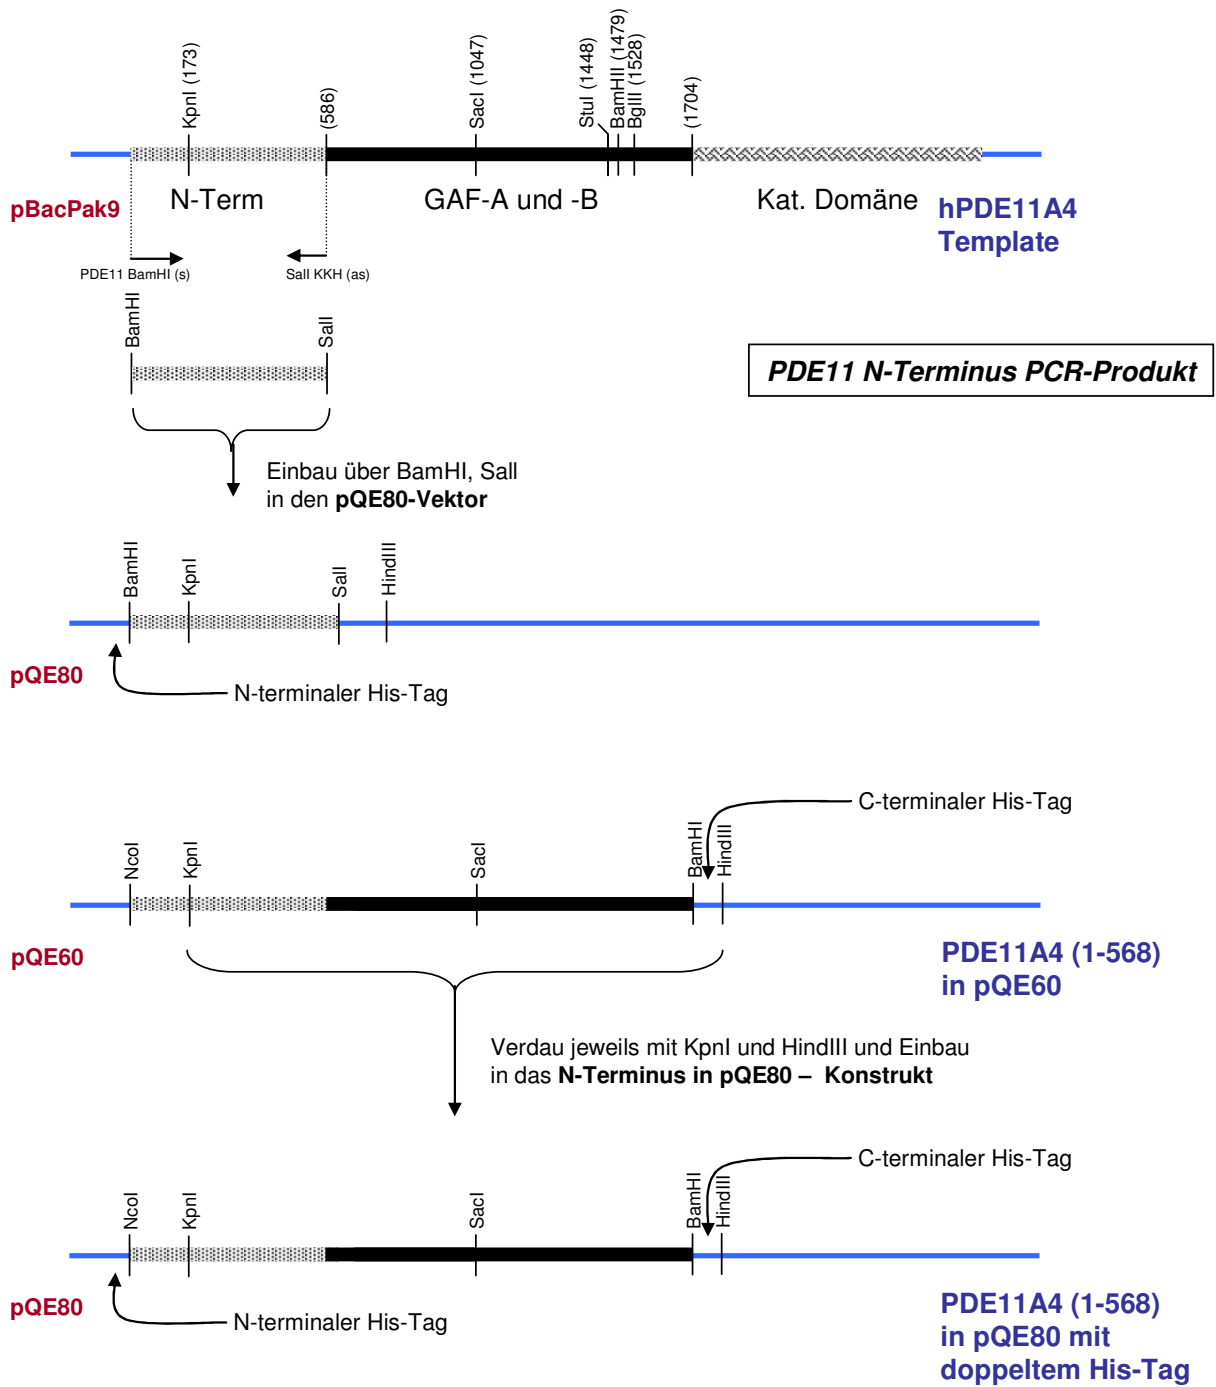 KpnI (173)
(586)
SacI (1047)
StuI (1448)
BamHII (1479)
BglII (1528)
(1704)
pBacPak9
N-Term
GAF-A und -B
Kat. Domäne
hPDE11A4
Template
PDE11 BamHI (s)
SalI KKH (as)
BamHI
SalI
PDE11 N-Terminus PCR-Produkt
Einbau über BamHI, SalI
in den pQE80-Vektor
BamHI
KpnI
SalI
HindIII
pQE80
N-terminaler His-Tag
C-terminaler His-Tag
NcoI
KpnI
SacI
BamHI
HindIII
pQE60
PDE11A4 (1-568)
in pQE60
Verdau jeweils mit KpnI und HindIII und Einbau
in das N-Terminus in pQE80 – Konstrukt
C-terminaler His-Tag
NcoI
KpnI
SacI
BamHI
HindIII
pQE80
N-terminaler His-Tag
PDE11A4 (1-568)
in pQE80 mit
doppeltem His-Tag